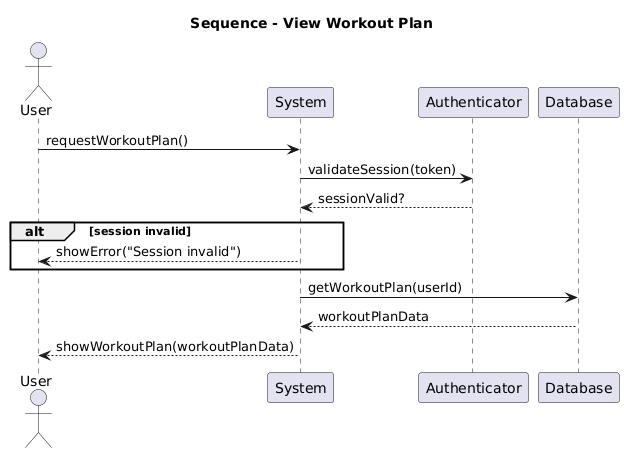 Sequence - View Workout Plan
User
System
Authenticator
Database
requestWorkoutPlan()
validateSession(token)
sessionValid?
alt
[session invalid]
showError("Session invalid")
getWorkoutPlan(userId)
workoutPlanData
showWorkoutPlan(workoutPlanData)
User
System
Authenticator
Database